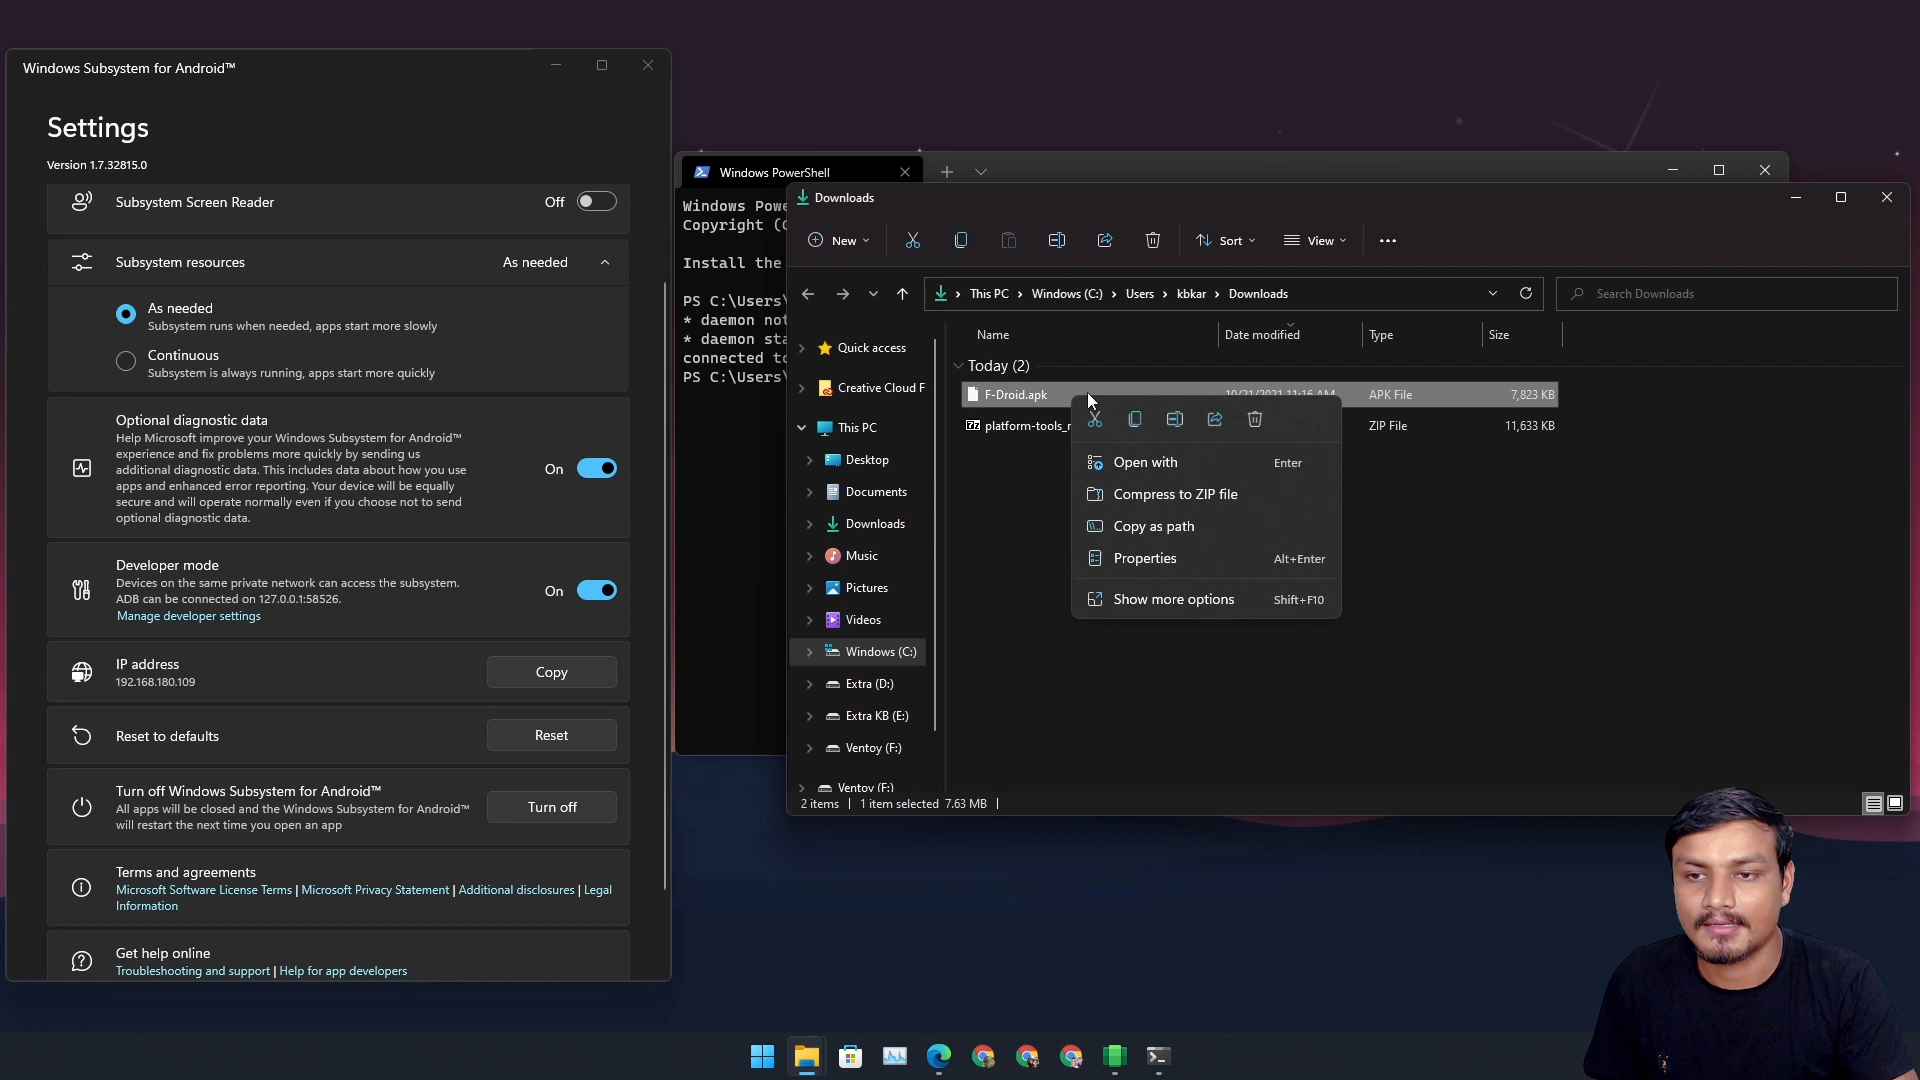 Windows Subsystem for Android™
Settings
Version 1.7.32815.0
Subsystem Screen Reader
Off
Subsystem resources
As needed
As needed
Subsystem runs when needed, apps start more slowly
Continuous
Subsystem is always running, apps start more quickly
Optional diagnostic data
Help Microsoft improve your Windows Subsystem for Android™
experience and fix problems more quickly by sending us
additional diagnostic data. This includes data about how you use
apps and enhanced error reporting. Your device will be equally
secure and will operate normally even if you choose not to send
optional diagnostic data.
On
Developer mode
Devices on the same private network can access the subsystem.
ADB can be connected on 127.0.0.1:58526.
Manage developer settings
On
IP address
192.168.180.109
Copy
Reset to defaults
Reset
Turn off Windows Subsystem for Android™
All apps will be closed and the Windows Subsystem for Android™
will restart the next time you open an app
Turn off
Terms and agreements
Microsoft Software License Terms | Microsoft Privacy Statement | Additional disclosures | Legal
Information
Get help online
Troubleshooting and support | Help for app developers
Windows PowerShell
Windows Powe
Copyright (C
Install the
PS C:\Users\
* daemon not
* daemon sta
connected to
PS C:\Users\
Downloads
New
Sort
View
This PC > Windows (C:) > Users > kbkar > Downloads
Search Downloads
Quick access
Creative Cloud F
This PC
Desktop
Documents
Downloads
Music
Pictures
Videos
Windows (C:)
Extra (D:)
Extra KB (E:)
Ventoy (F:)
Ventoy (F:)
Name
Date modified
Type
Size
Today (2)
F-Droid.apk
10/21/2021 11:16 AM
APK File
7,823 KB
platform-tools_r
ZIP File
11,633 KB
Open with
Enter
Compress to ZIP file
Copy as path
Properties
Alt+Enter
Show more options
Shift+F10
2 items
1 item selected 7.63 MB